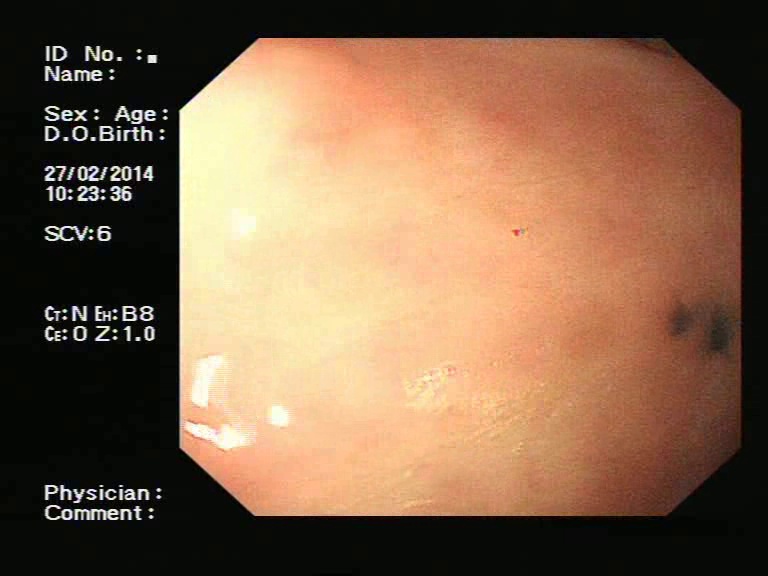 ID No. :
Name:
Sex: Age:
D.O.Birth:
27/02/2014
10:23:36
SCV:6
CT:N EH:B8
CE:0 Z:1.0
Physician:
Comment: